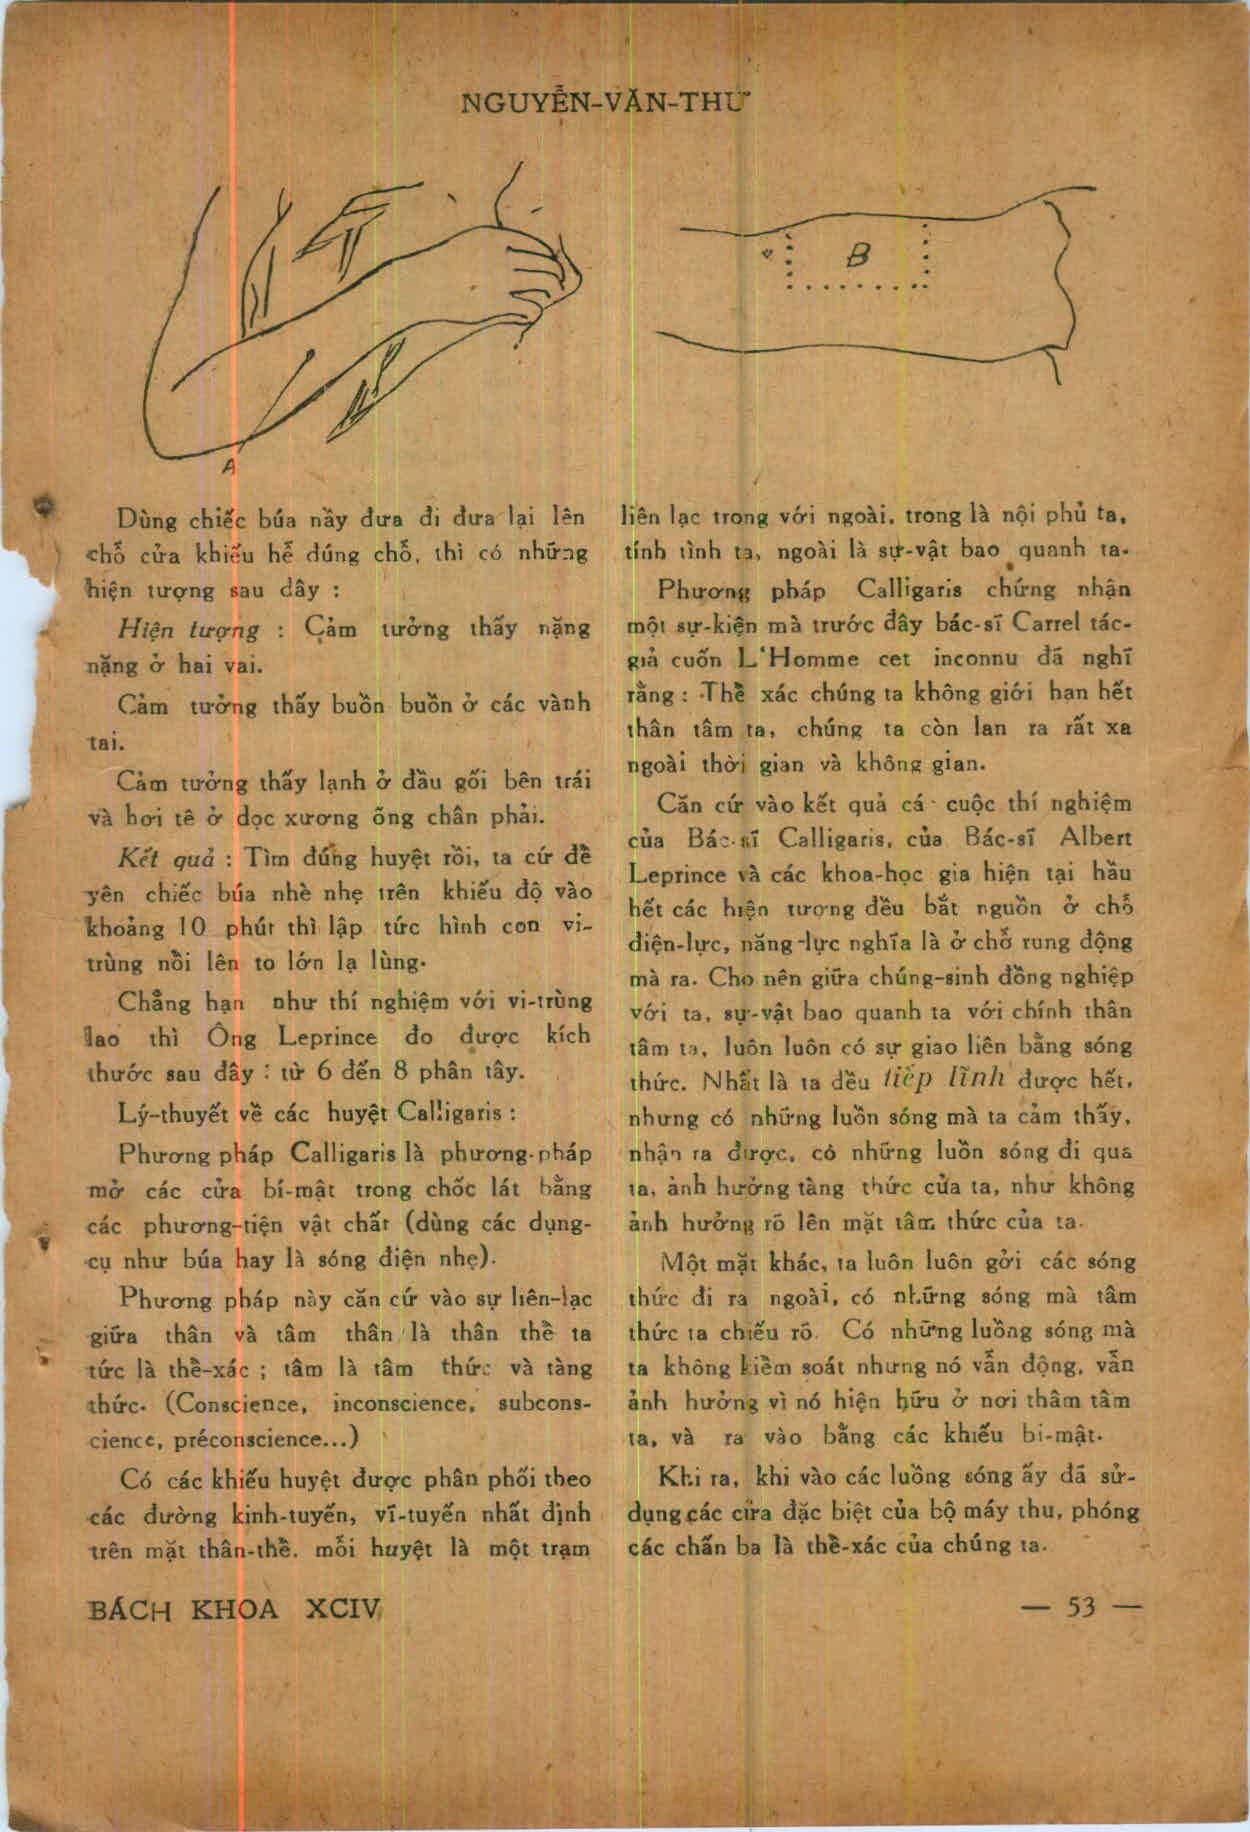 NGUYỄN-VĂN-THƯ
B
A
Dùng chiếc búa nầy đưa đi đưa lại lên
chỗ cửa khiếu hễ đúng chỗ, thì có những
hiện tượng sau đây :
Hiện tượng : Cảm tưởng thấy nặng
nặng ở hai vai.
Cảm tưởng thấy buồn buồn ở các vành
tai.
Cảm tưởng thấy lạnh ở đầu gối bên trái
và hơi tê ở dọc xương ống chân phải.
Kết quả : Tìm đúng huyệt rồi, ta cứ để
yên chiếc búa nhè nhẹ trên khiếu độ vào
khoảng 10 phút thì lập tức hình con vi-
trùng nổi lên to lớn lạ lùng.
Chẳng hạn như thí nghiệm với vi-trùng
lao thì Ông Leprince đo được kích
thước sau đây : từ 6 đến 8 phân tây.
Lý-thuyết về các huyệt Calligaris :
Phương pháp Calligaris là phương-pháp
mở các cửa bí-mật trong chốc lát bằng
các phương-tiện vật chất (dùng các dụng-
cụ như búa hay là sóng điện nhẹ).
Phương pháp này căn cứ vào sự liên-lạc
giữa thân và tâm thân là thân thể ta
tức là thể-xác ; tâm là tâm thức và tàng
thức. (Conscience, inconscience, subcons-
cience, préconscience...)
Có các khiếu huyệt được phân phối theo
các đường kinh-tuyến, vĩ-tuyến nhất định
trên mặt thân-thể. mỗi huyệt là một trạm
liên lạc trong với ngoài. trong là nội phủ ta,
tính tình ta, ngoài là sự-vật bao quanh ta.
Phương pháp Calligaris chứng nhận
một sự-kiện mà trước đây bác-sĩ Carrel tác-
giả cuốn L'Homme cet inconnu đã nghĩ
rằng : Thể xác chúng ta không giới hạn hết
thân tâm ta, chúng ta còn lan ra rất xa
ngoài thời gian và không gian.
Căn cứ vào kết quả cá cuộc thí nghiệm
của Bác-sĩ Calligaris, của Bác-sĩ Albert
Leprince và các khoa-học gia hiện tại hầu
hết các hiện tượng đều bắt nguồn ở chỗ
điện-lực, năng-lực nghĩa là ở chỗ rung động
mà ra. Cho nên giữa chúng-sinh đồng nghiệp
với ta, sự-vật bao quanh ta với chính thân
tâm ta, luôn luôn có sự giao liên bằng sóng
thức. Nhất là ta đều tiếp lĩnh được hết,
nhưng có những luồn sóng mà ta cảm thấy,
nhận ra được, có những luồn sóng đi qua
ta, ảnh hưởng tàng thức của ta, như không
ảnh hưởng rõ lên mặt tâm thức của ta.
Một mặt khác, ta luôn luôn gởi các sóng
thức đi ra ngoài, có những sóng mà tâm
thức ta chiếu rõ. Có những luồng sóng mà
ta không kiểm soát nhưng nó vẫn động, vẫn
ảnh hưởng vì nó hiện hữu ở nơi thâm tâm
ta, và ra vào bằng các khiếu bí-mật.
Khi ra, khi vào các luồng sóng ấy đã sử-
dụng các cửa đặc biệt của bộ máy thu, phóng
các chấn ba là thể-xác của chúng ta.
BÁCH KHOA XCIV
— 53 —